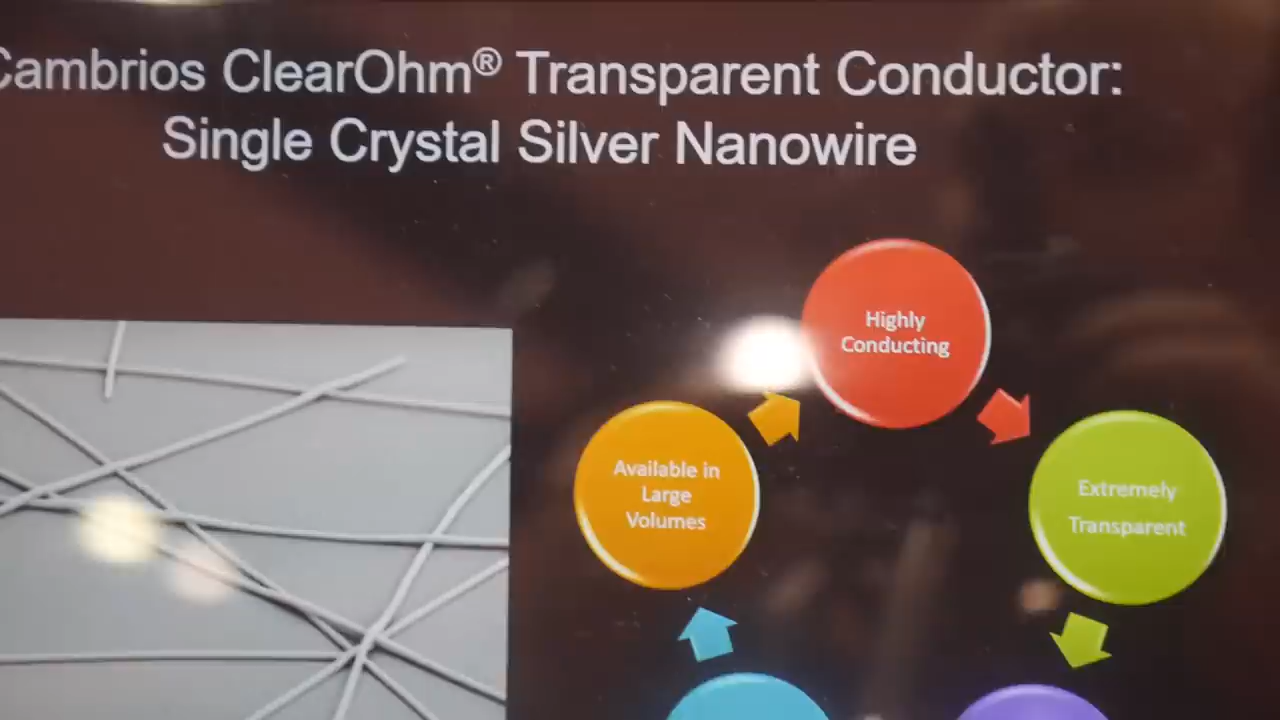 Cambrios ClearOhm® Transparent Conductor:
Single Crystal Silver Nanowire
Highly
Conducting
Available in
Large
Volumes
Extremely
Transparent